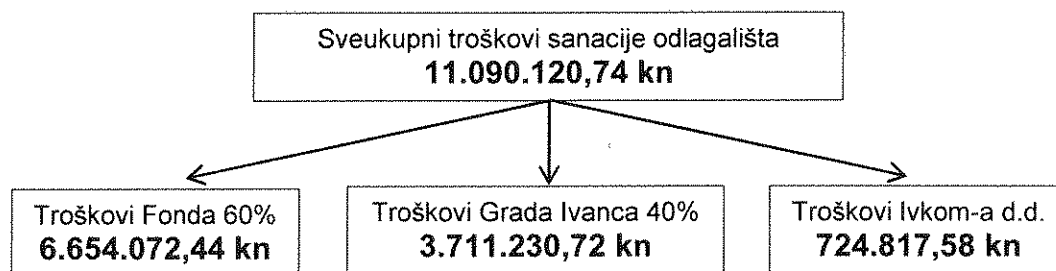 Sveukupni troškovi sanacije odlagališta
11.090.120,74 kn
Troškovi Fonda 60%
6.654.072,44 kn
Troškovi Grada Ivanca 40%
3.711.230,72 kn
Troškovi Ivkom-a d.d.
724.817,58 kn